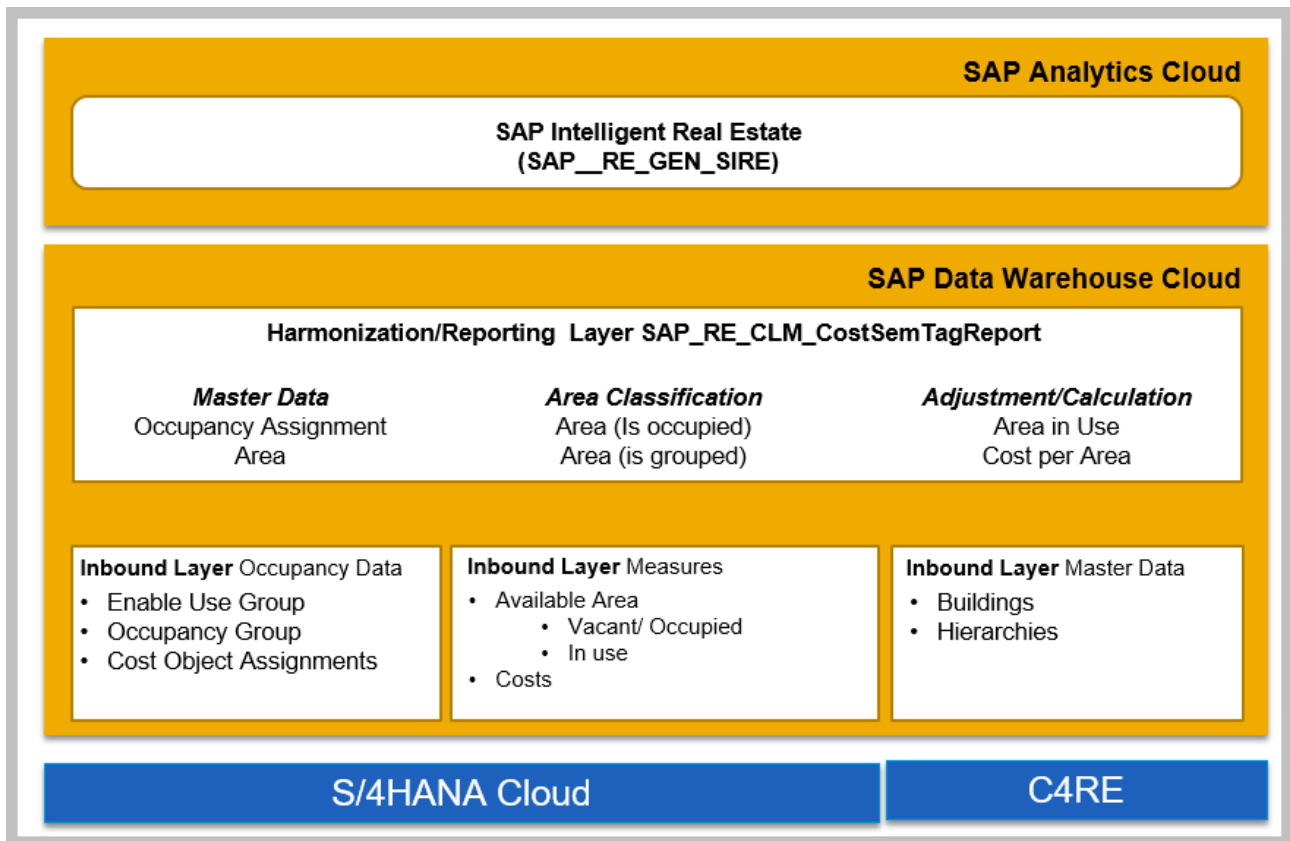 SAP Analytics Cloud
SAP Intelligent Real Estate
(SAP__RE_GEN_SIRE)
SAP Data Warehouse Cloud
Harmonization/Reporting Layer SAP_RE_CLM_CostSemTagReport
Master Data
Occupancy Assignment
Area
Area Classification
Area (Is occupied)
Area (is grouped)
Adjustment/Calculation
Area in Use
Cost per Area
Inbound Layer Occupancy Data
• Enable Use Group
• Occupancy Group
• Cost Object Assignments
Inbound Layer Measures
• Available Area
• Vacant/ Occupied
• In use
• Costs
Inbound Layer Master Data
• Buildings
• Hierarchies
S/4HANA Cloud
C4RE